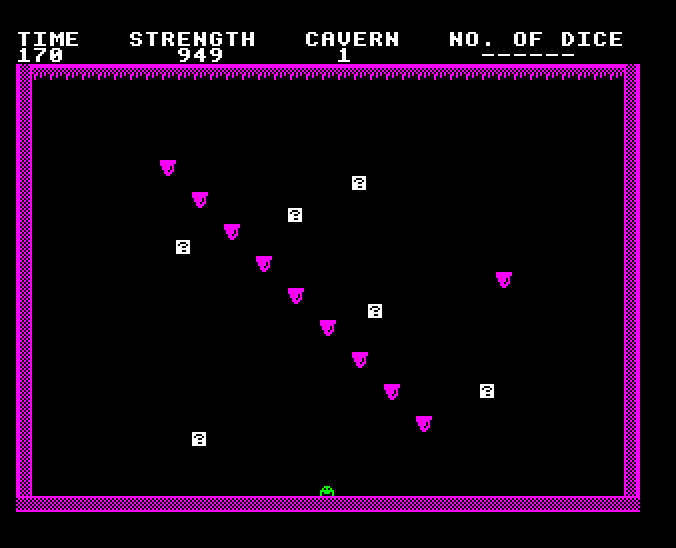 TIME STRENGTH CAVERN NO. OF DICE
170 949 1 ------
? ? ? ? ? ?